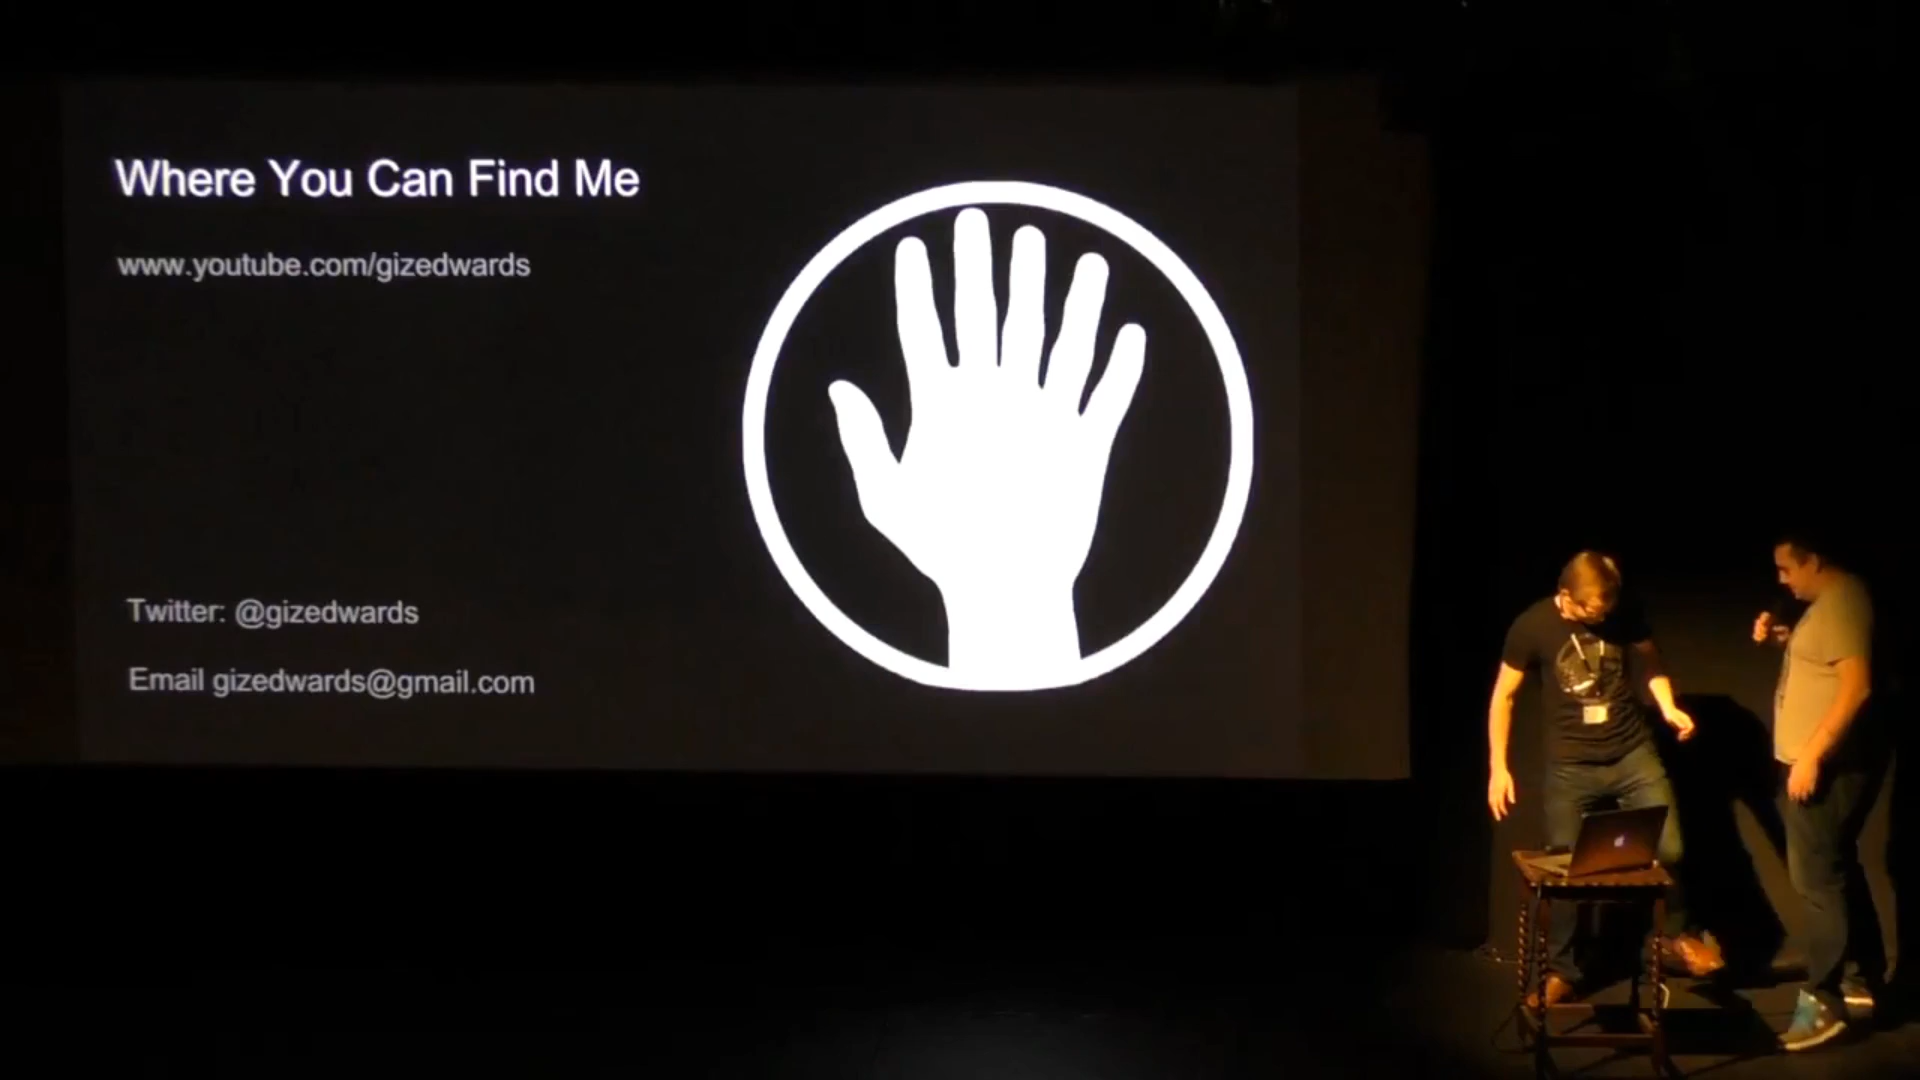 Where You Can Find Me
www.youtube.com/gizedwards
Twitter: @gizedwards
Email gizedwards@gmail.com